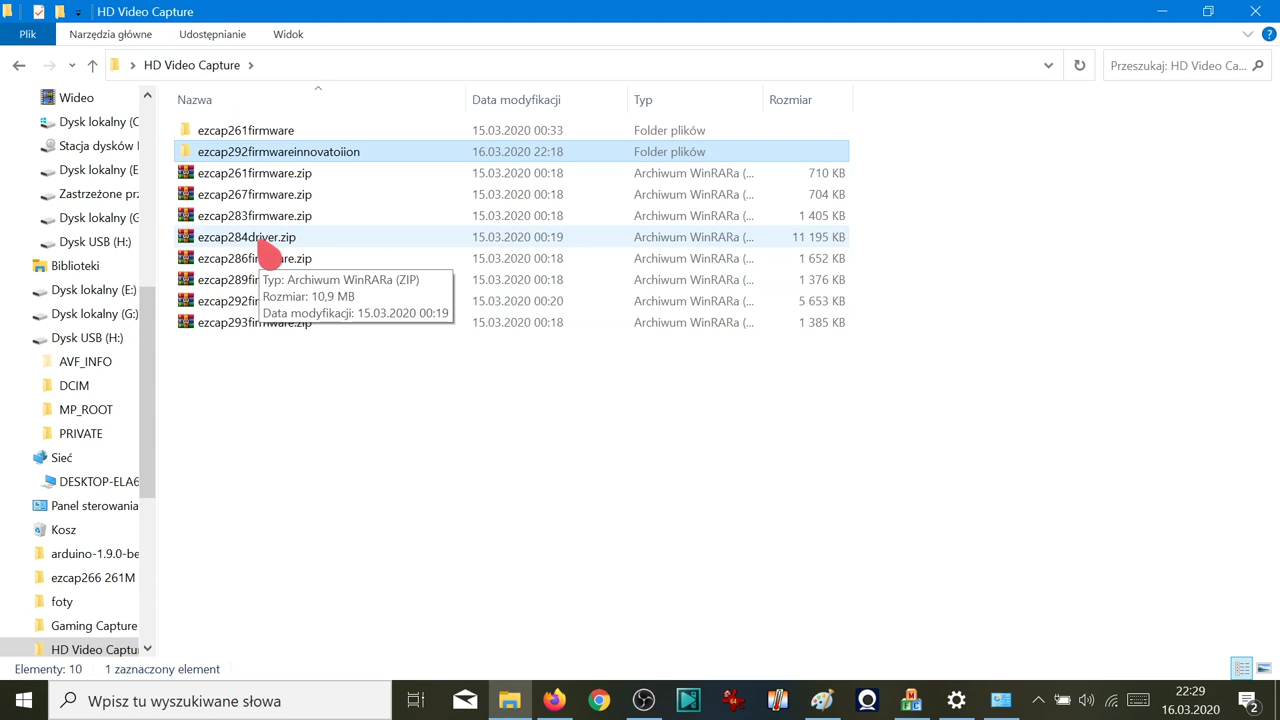 HD Video Capture
Plik Narzędzia główne Udostępnianie Widok
HD Video Capture
Przeszukaj: HD Video Ca...
Nazwa Data modyfikacji Typ Rozmiar
ezcap261firmware 15.03.2020 00:33 Folder plików
ezcap292firmwareinnovatoiion 16.03.2020 22:18 Folder plików
ezcap261firmware.zip 15.03.2020 00:18 Archiwum WinRARa (... 710 KB
ezcap267firmware.zip 15.03.2020 00:18 Archiwum WinRARa (... 704 KB
ezcap283firmware.zip 15.03.2020 00:18 Archiwum WinRARa (... 1 405 KB
ezcap284driver.zip 15.03.2020 00:19 Archiwum WinRARa (... 11 195 KB
15.03.2020 00:18 Archiwum WinRARa (... 1 652 KB
15.03.2020 00:18 Archiwum WinRARa (... 1 376 KB
15.03.2020 00:20 Archiwum WinRARa (... 5 653 KB
ezcap293firmware.zip 15.03.2020 00:18 Archiwum WinRARa (... 1 385 KB
Typ: Archiwum WinRARa (ZIP)
Rozmiar: 10,9 MB
Data modyfikacji: 15.03.2020 00:19
Wideo
Dysk lokalny (C
Stacja dysków
Dysk lokalny (E
Zastrzeżone prz
Dysk lokalny (G
Dysk USB (H:)
Biblioteki
Dysk lokalny (E:)
Dysk lokalny (G:)
Dysk USB (H:)
AVF_INFO
DCIM
MP_ROOT
PRIVATE
Sieć
DESKTOP-ELA6
Panel sterowania
Kosz
arduino-1.9.0-be
ezcap266 261M
foty
Gaming Capture
HD Video Captu
Elementy: 10 1 zaznaczony element
Wpisz tu wyszukiwane słowa
64
22:29
16.03.2020
2